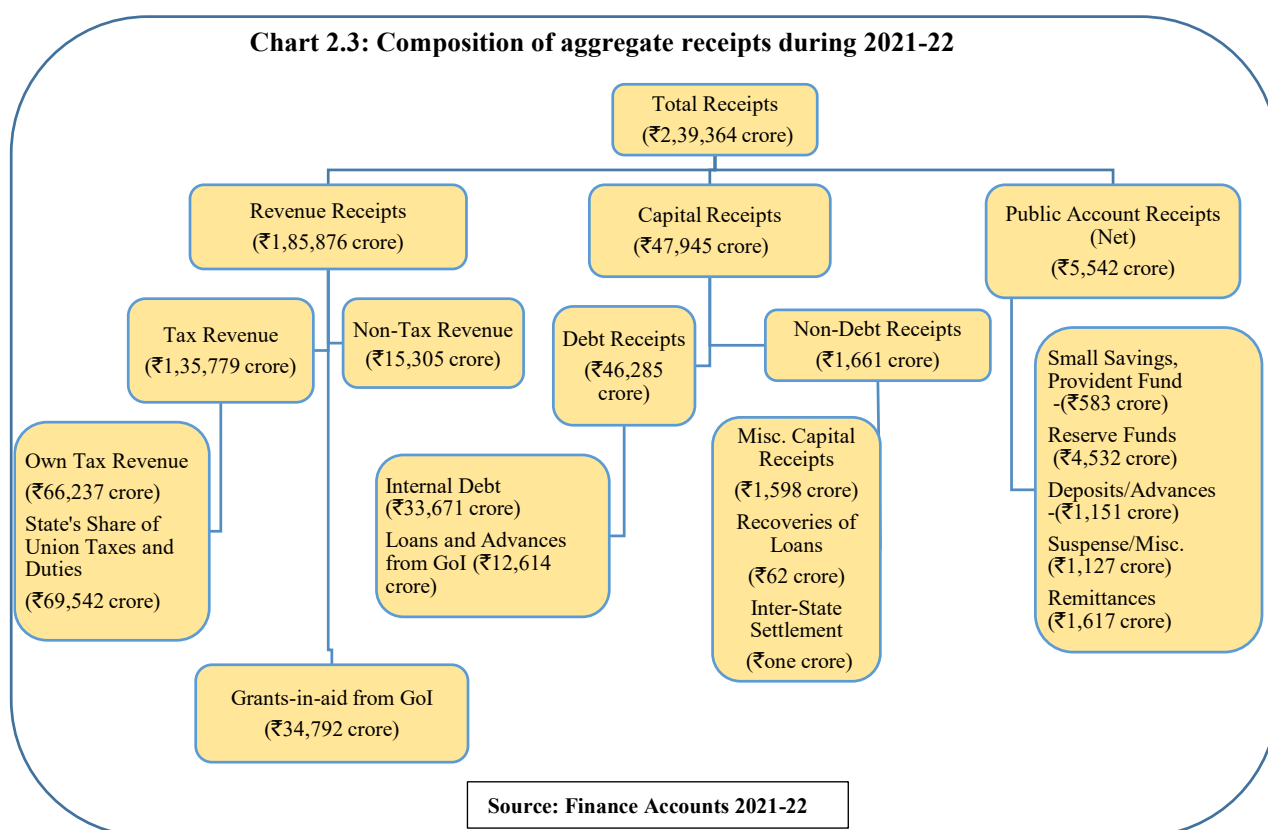 Chart 2.3: Composition of aggregate receipts during 2021-22
Total Receipts
(₹2,39,364 crore)
Revenue Receipts
(₹1,85,876 crore)
Capital Receipts
(₹47,945 crore)
Public Account Receipts
(Net)
(₹5,542 crore)
Tax Revenue
(₹1,35,779 crore)
Non-Tax Revenue
(₹15,305 crore)
Debt Receipts
(₹46,285
crore)
Non-Debt Receipts
(₹1,661 crore)
Own Tax Revenue
(₹66,237 crore)
State's Share of
Union Taxes and
Duties
(₹69,542 crore)
Internal Debt
(₹33,671 crore)
Loans and Advances
from GoI (₹12,614
crore)
Misc. Capital
Receipts
(₹1,598 crore)
Recoveries of
Loans
(₹62 crore)
Inter-State
Settlement
(₹one crore)
Small Savings,
Provident Fund
-(₹583 crore)
Reserve Funds
(₹4,532 crore)
Deposits/Advances
-(₹1,151 crore)
Suspense/Misc.
(₹1,127 crore)
Remittances
(₹1,617 crore)
Grants-in-aid from GoI
(₹34,792 crore)
Source: Finance Accounts 2021-22